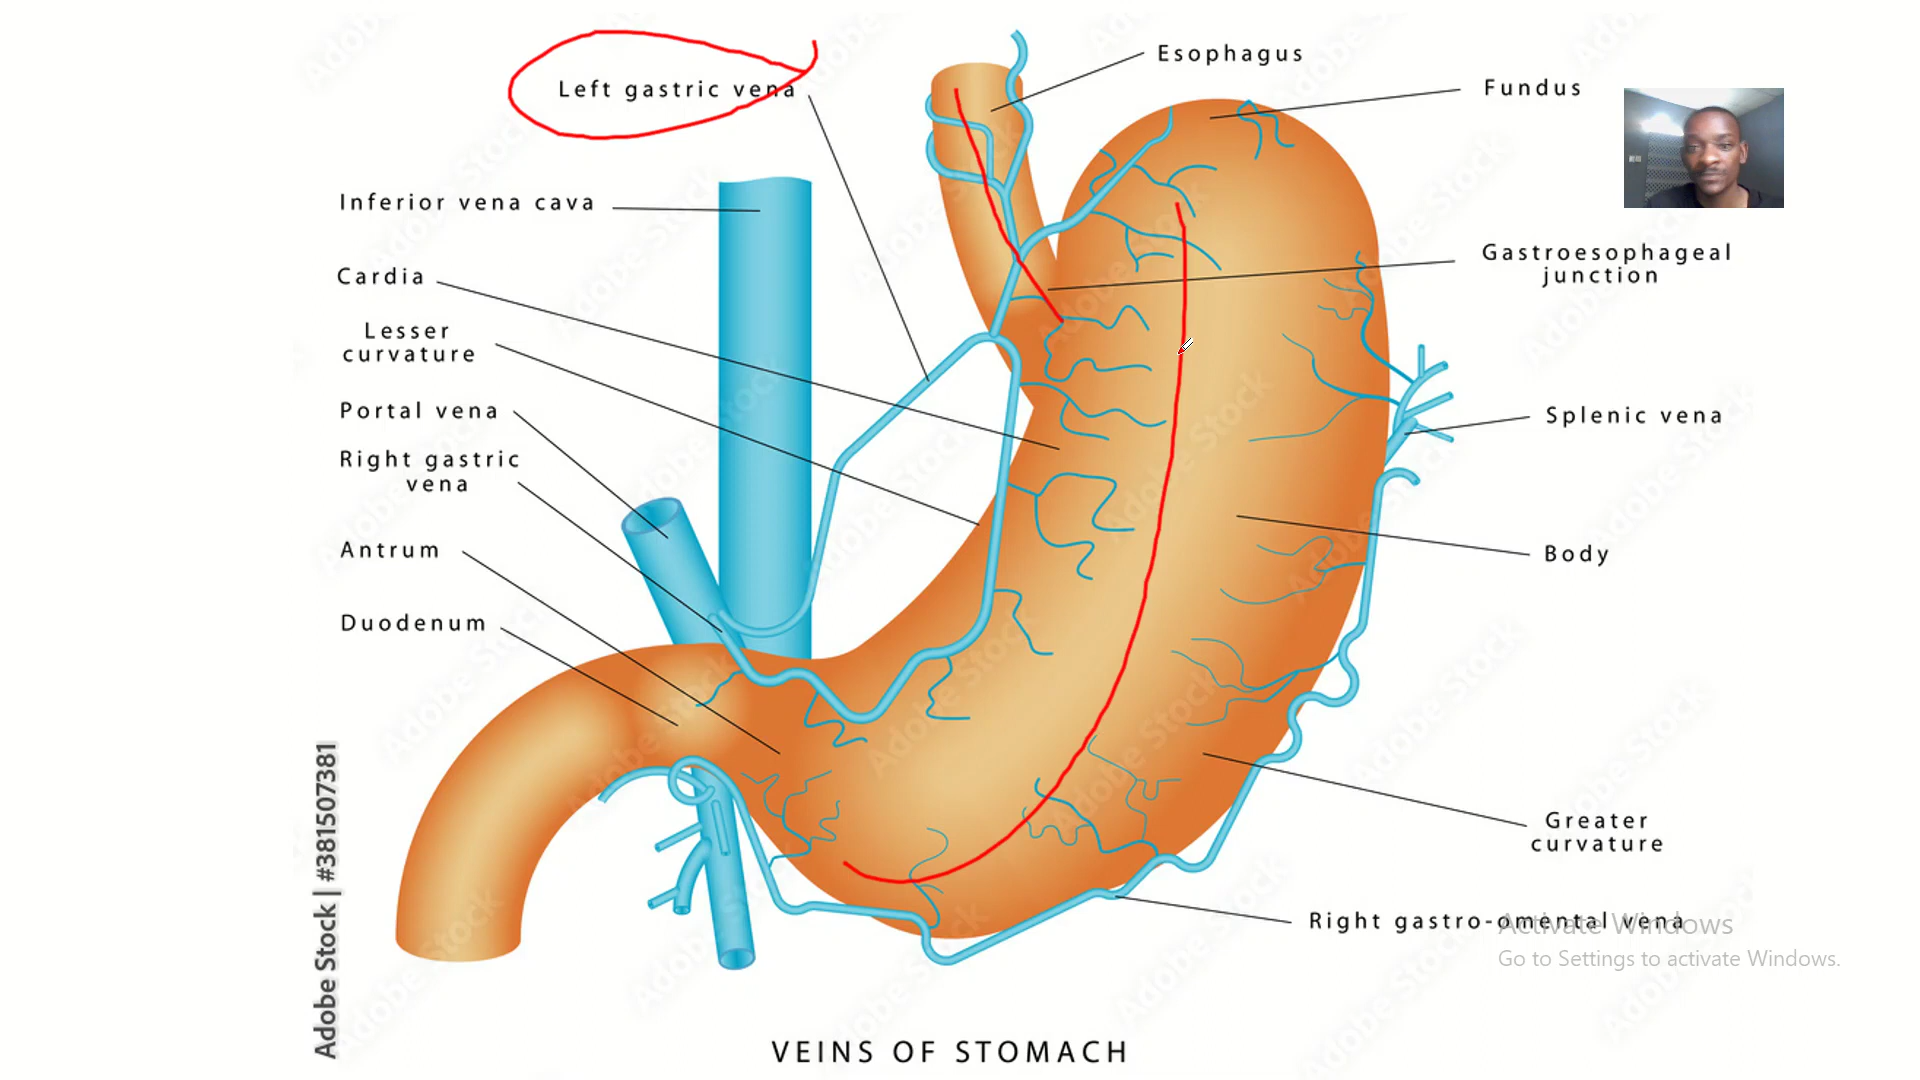 Left gastric vena
Esophagus
Fundus
Inferior vena cava
Gastroesophageal
junction
Cardia
Lesser
curvature
Portal vena
Splenic vena
Right gastric
vena
Antrum
Body
Duodenum
Greater
curvature
Right gastro-omental vena
Activate Windows
Go to Settings to activate Windows.
Adobe Stock | #381507381
VEINS OF STOMACH